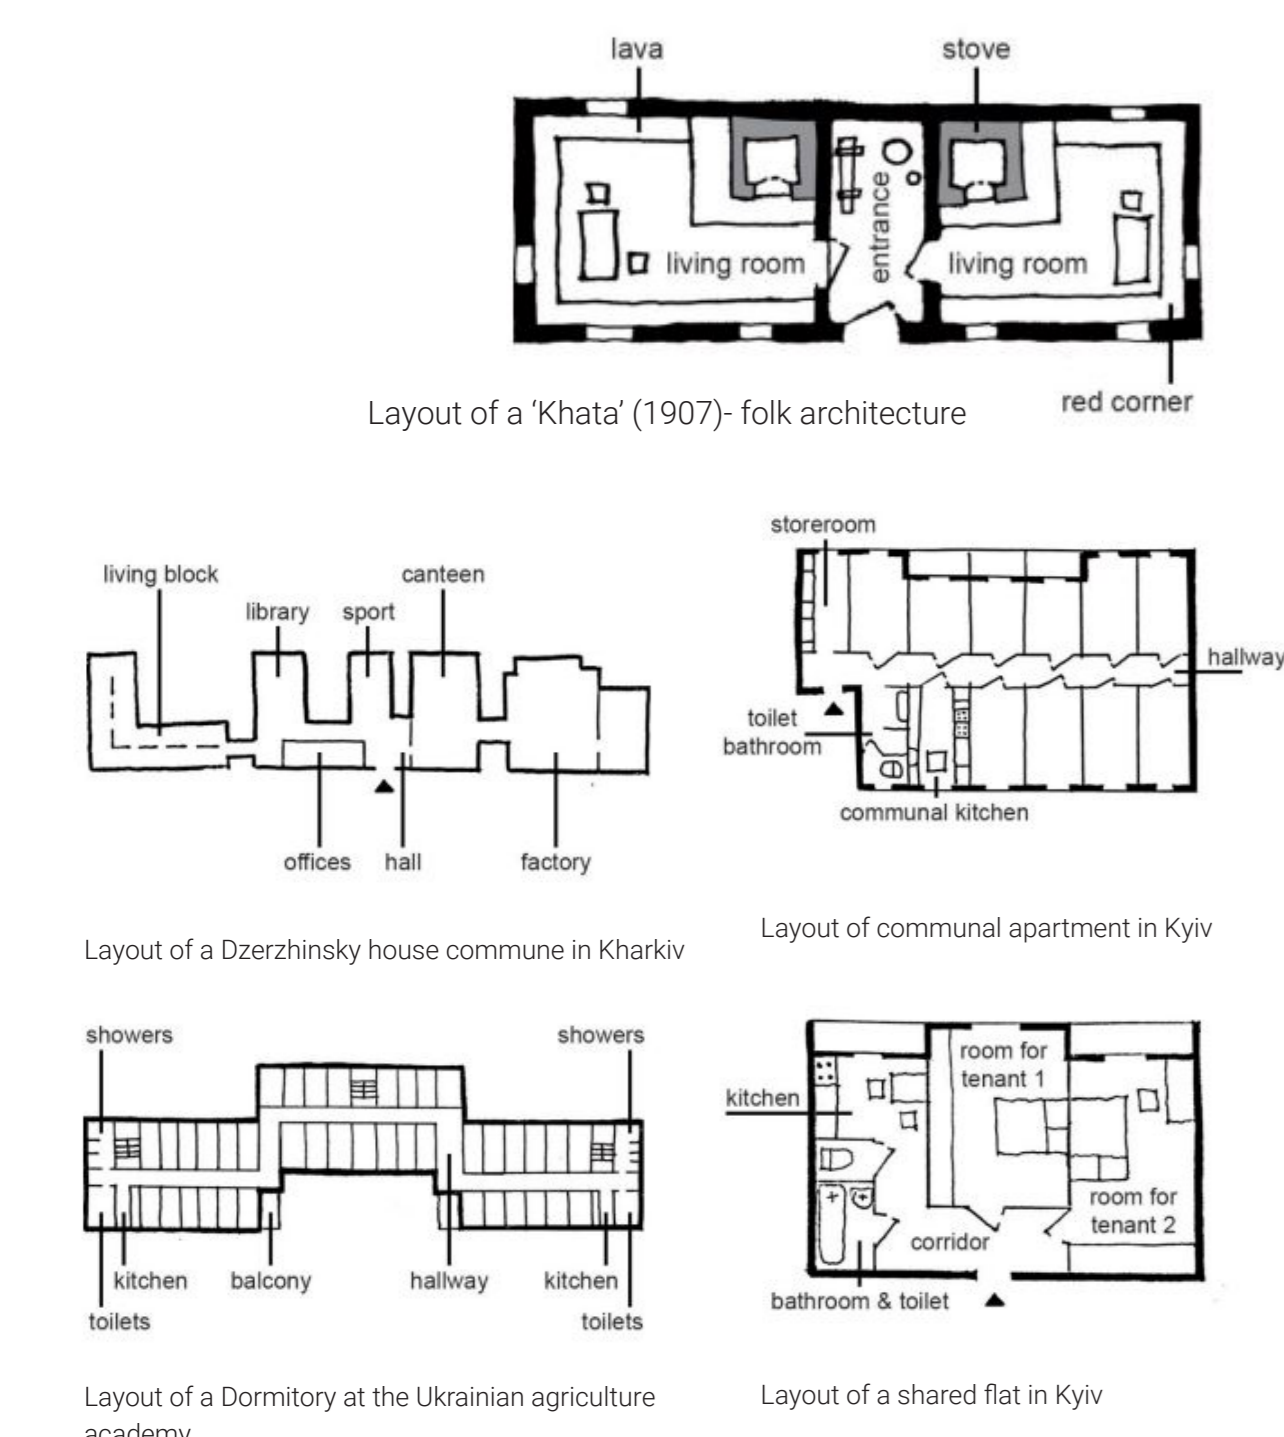 lava
stove
entrance
living room
living room
Layout of a ‘Khata’ (1907)- folk architecture
red corner
living block
canteen
library
sport
offices
hall
factory
Layout of a Dzerzhinsky house commune in Kharkiv
storeroom
hallway
toilet
bathroom
communal kitchen
Layout of communal apartment in Kyiv
showers
showers
kitchen
balcony
hallway
kitchen
toilets
toilets
Layout of a Dormitory at the Ukrainian agriculture
academy
room for
tenant 1
kitchen
room for
tenant 2
corridor
bathroom & toilet
Layout of a shared flat in Kyiv